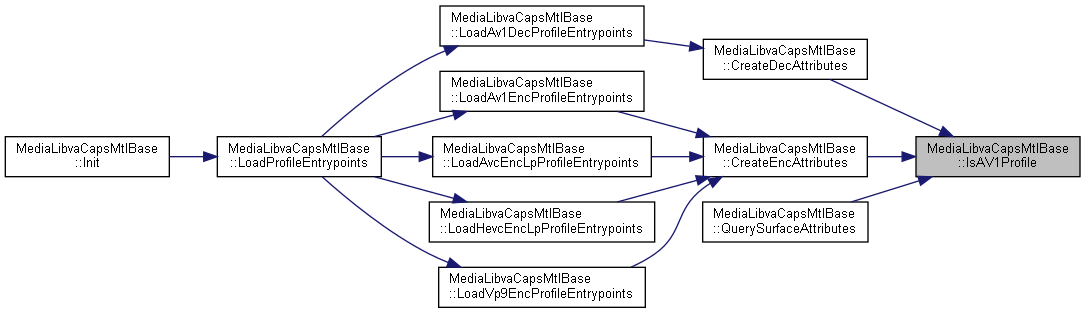 MediaLibvaCapsMtlBase
::LoadAv1DecProfileEntrypoints
MediaLibvaCapsMtlBase
::CreateDecAttributes
MediaLibvaCapsMtlBase
::LoadAv1EncProfileEntrypoints
MediaLibvaCapsMtlBase
::Init
MediaLibvaCapsMtlBase
::LoadProfileEntrypoints
MediaLibvaCapsMtlBase
::LoadAvcEncLpProfileEntrypoints
MediaLibvaCapsMtlBase
::CreateEncAttributes
MediaLibvaCapsMtlBase
::IsAV1Profile
MediaLibvaCapsMtlBase
::LoadHevcEncLpProfileEntrypoints
MediaLibvaCapsMtlBase
::QuerySurfaceAttributes
MediaLibvaCapsMtlBase
::LoadVp9EncProfileEntrypoints